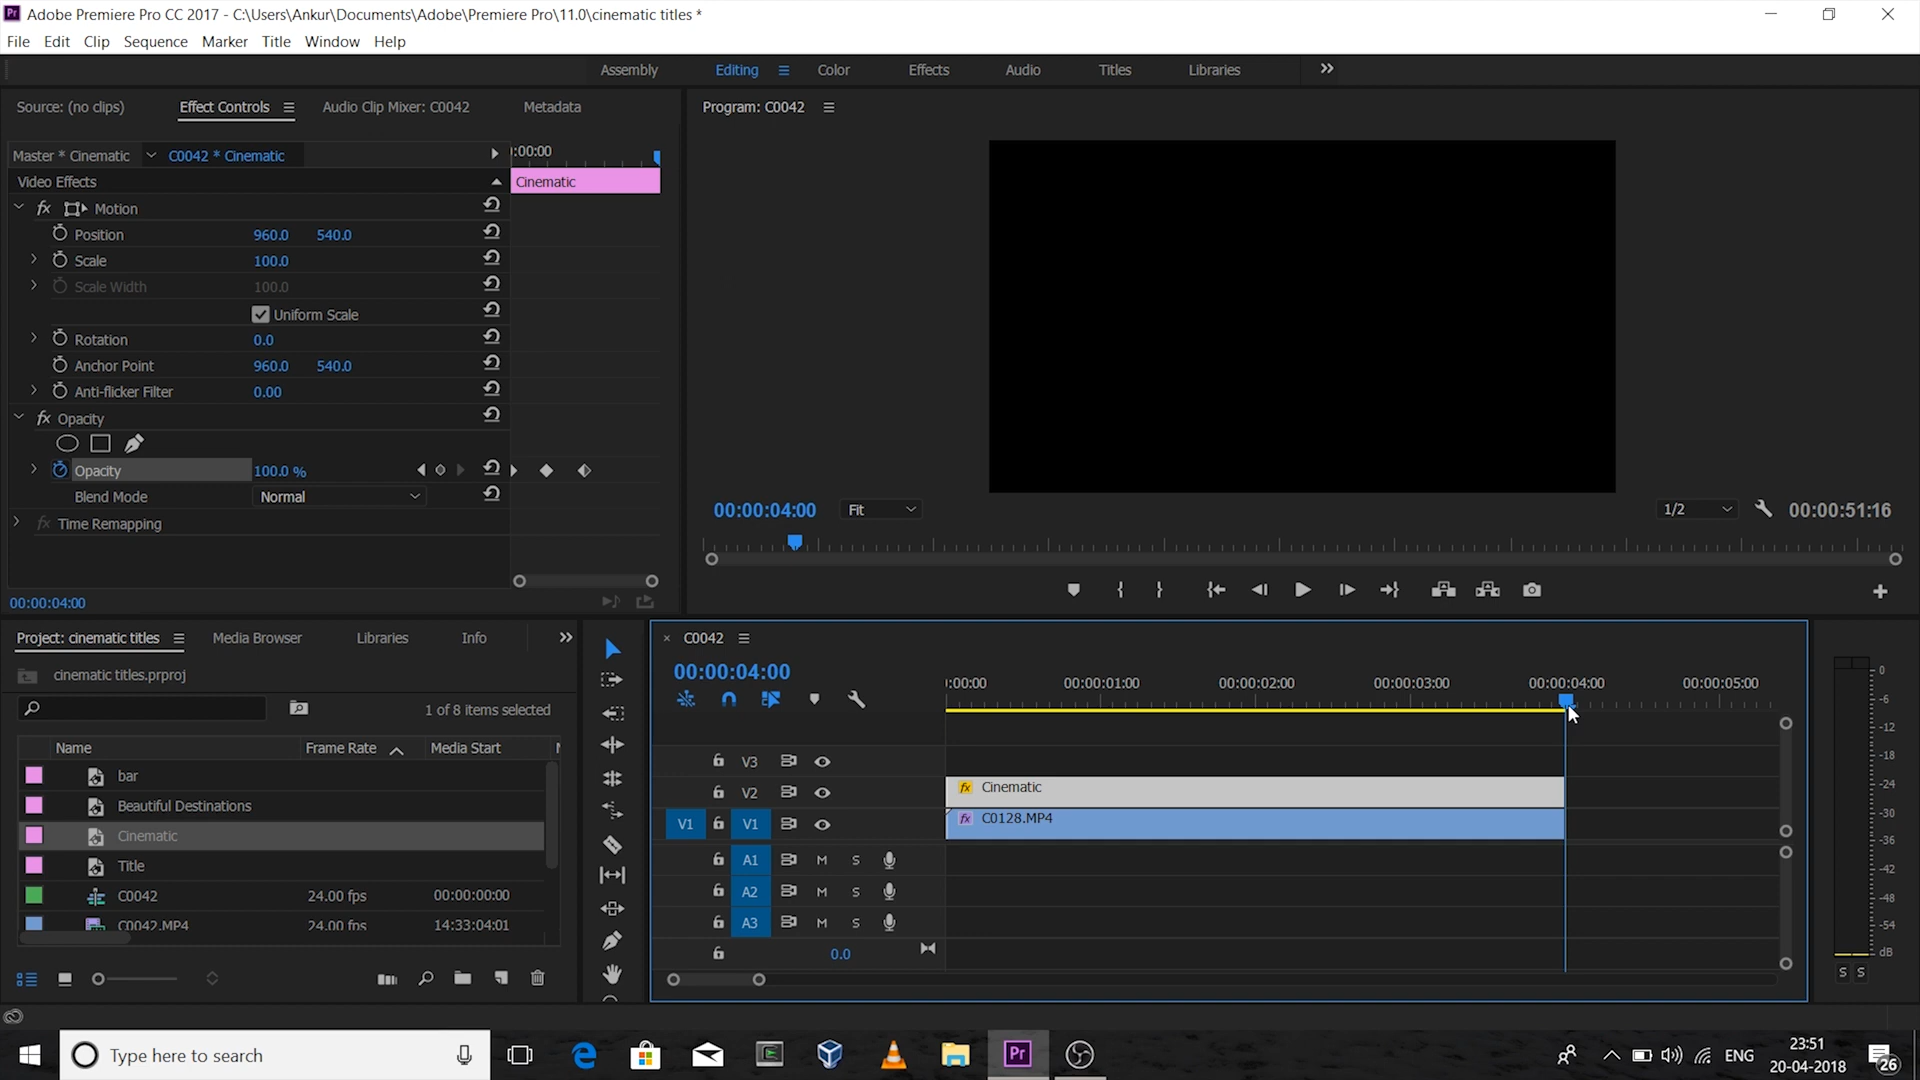 Adobe Premiere Pro CC 2017 - C:\Users\Ankur\Documents\Adobe\Premiere Pro\11.0\cinematic titles *
File Edit Clip Sequence Marker Title Window Help
Assembly Editing Color Effects Audio Titles Libraries
Source: (no clips) Effect Controls Audio Clip Mixer: C0042 Metadata
Program: C0042
Master * Cinematic C0042 * Cinematic
:00:00
Video Effects
Cinematic
fx Motion
Position 960.0 540.0
Scale 100.0
Scale Width 100.0
Uniform Scale
Rotation 0.0
Anchor Point 960.0 540.0
Anti-flicker Filter 0.00
fx Opacity
Opacity 100.0 %
Blend Mode Normal
fx Time Remapping
00:00:04:00
00:00:04:00 Fit 1/2 00:00:51:16
Project: cinematic titles Media Browser Libraries Info
cinematic titles.prproj
1 of 8 items selected
Name Frame Rate Media Start
bar
Beautiful Destinations
Cinematic
Title
C0042 24.00 fps 00:00:00:00
C0042.MP4 24.00 fps 14:33:04:01
C0042
00:00:04:00
:00:00 00:00:01:00 00:00:02:00 00:00:03:00 00:00:04:00 00:00:05:00
V3
V2 fx Cinematic
V1 V1 fx C0128.MP4
A1 M S
A2 M S
A3 M S
0.0
0
-6
-12
-18
-24
-30
-36
-42
-48
-54
dB
S S
Type here to search
Pr
ENG
23:51
20-04-2018
26